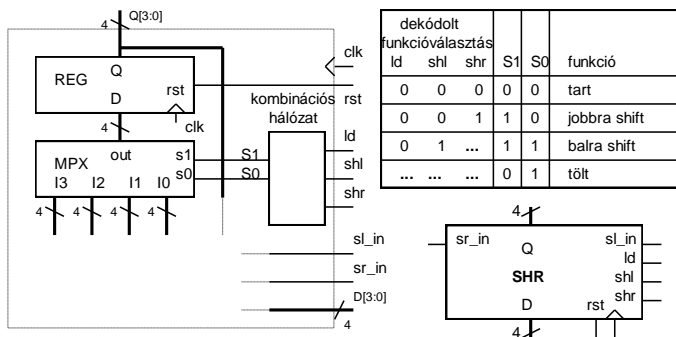 4
Q[3:0]
clk
REG
Q
D
rst
clk
4
kombinációs
hálózat
rst
ld
shl
shr
MPX
out
s1
s0
S1
S0
I3 I2 I1 I0
4 4 4 4
sl_in
sr_in
D[3:0]
4
dekódolt
funkcióválasztás
ld shl shr S1 S0 funkció
0 0 0 0 0 tart
0 0 1 1 0 jobbra shift
0 1 ... 1 1 balra shift
... ... ... 0 1 tölt
4
sr_in
Q
sl_in
ld
SHR
shl
shr
D
rst
4